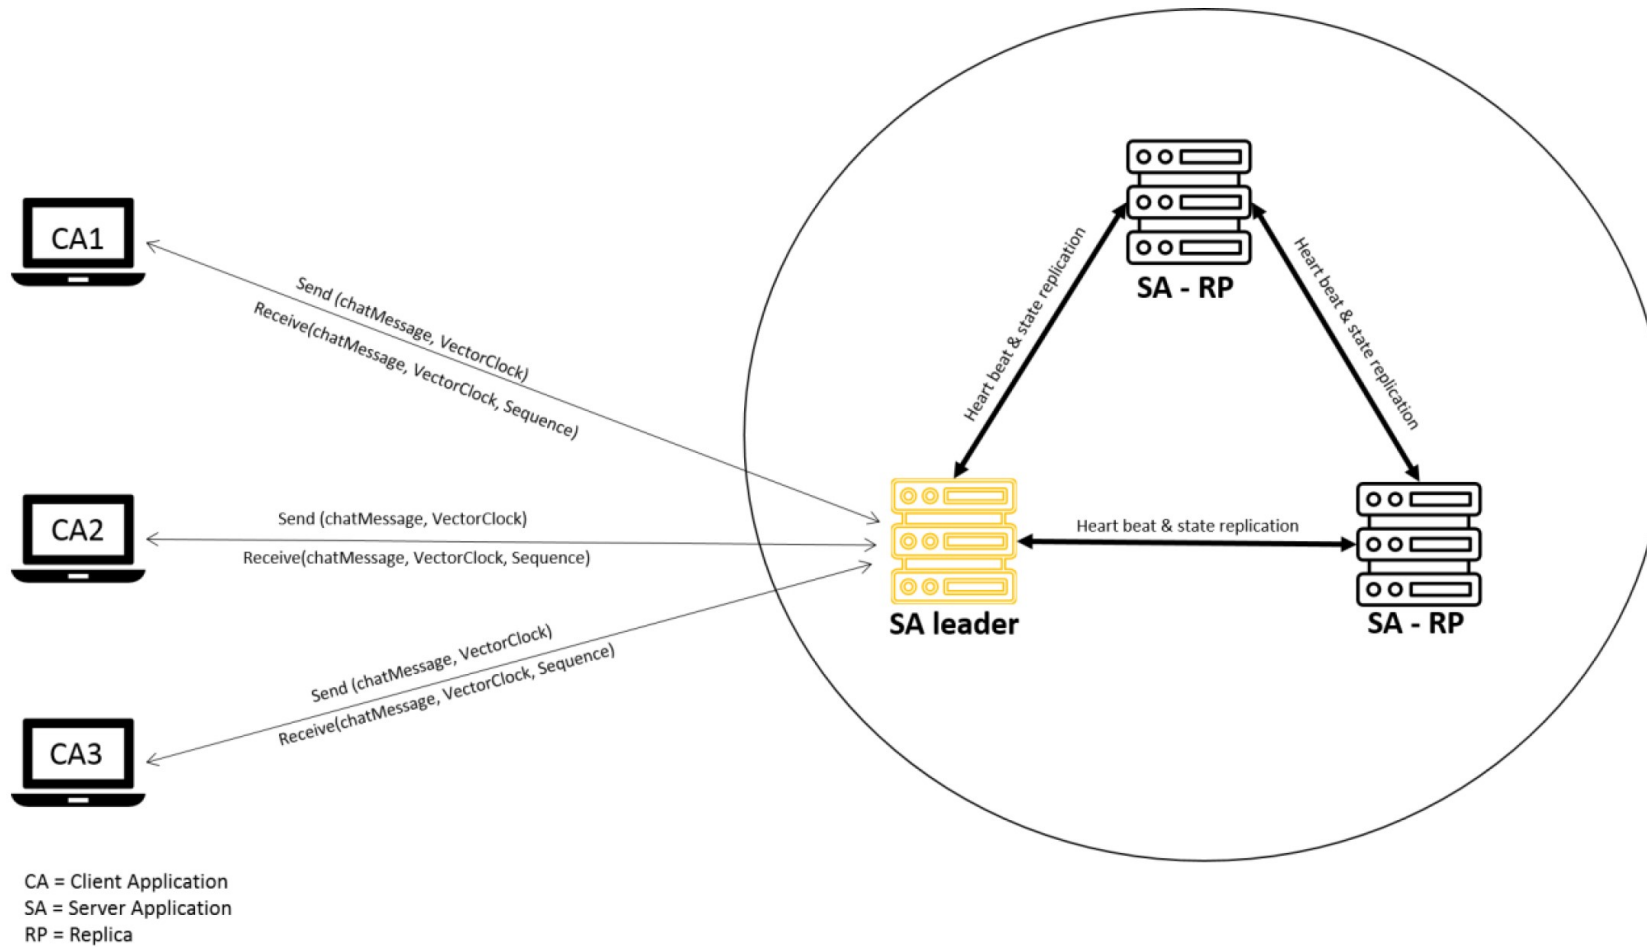 CA1
Send (chatMessage, VectorClock)
Receive(chatMessage, VectorClock, Sequence)
CA2
Send (chatMessage, VectorClock)
Receive(chatMessage, VectorClock, Sequence)
CA3
Send (chatMessage, VectorClock)
Receive(chatMessage, VectorClock, Sequence)
SA - RP
Heart beat & state replication
Heart beat & state replication
Heart beat & state replication
SA leader
SA - RP
CA = Client Application
SA = Server Application
RP = Replica